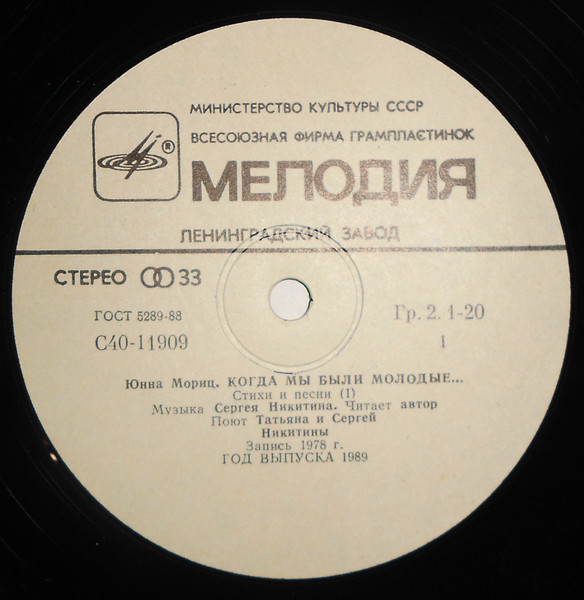 МИНИСТЕРСТВО КУЛЬТУРЫ СССР
ВСЕСОЮЗНАЯ ФИРМА ГРАМПЛАСТИНОК
®
МЕЛОДИЯ
ЛЕНИНГРАДСКИЙ ЗАВОД
СТЕРЕО 33
ГОСТ 5289-88
Гр. 2. 1-20
С40-11909
1
Юнна Мориц. КОГДА МЫ БЫЛИ МОЛОДЫЕ...
Стихи и песни (1)
Музыка Сергея Никитина. Читает автор
Поют Татьяна и Сергей
Никитины
Запись 1978 г.
ГОД ВЫПУСКА 1989